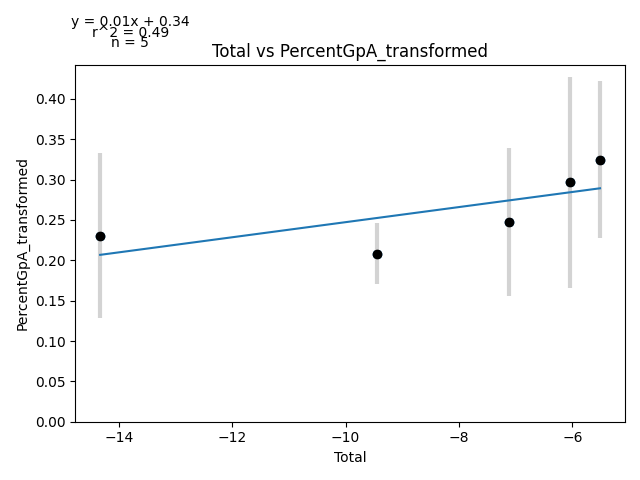 y = 0.01x + 0.34
r^2 = 0.49
n = 5
Total vs PercentGpA_transformed
PercentGpA_transformed
0.40
0.35
0.30
0.25
0.20
0.15
0.10
0.05
0.00
−14
−12
−10
−8
−6
Total